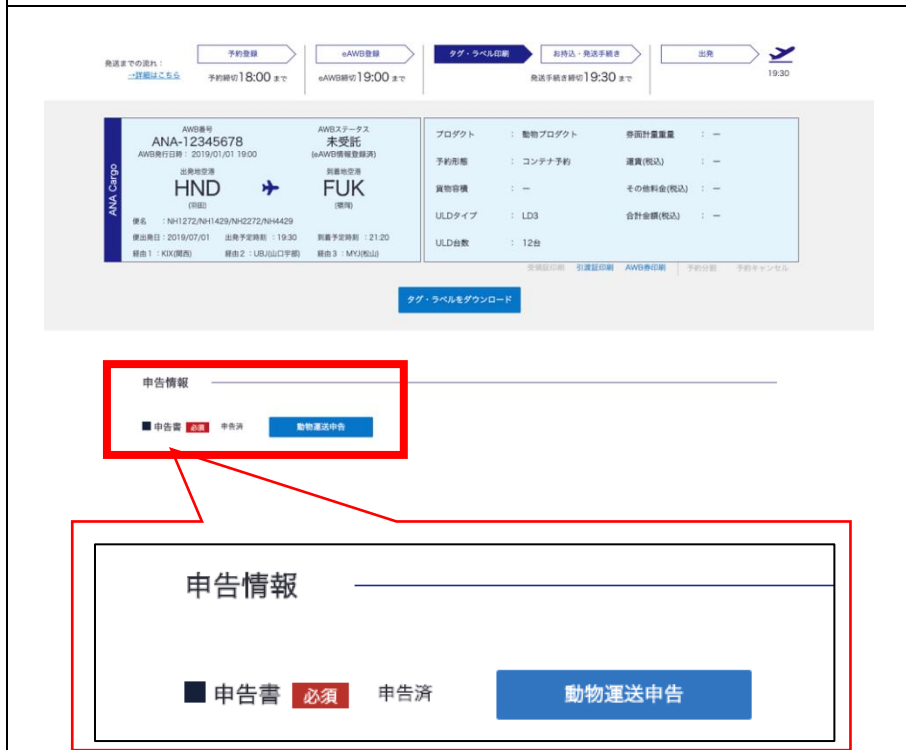 発送までの流れ：
→詳細はこちら
予約登録
予約締切18:00 まで
eAWB登録
eAWB締切19:00 まで
タグ・ラベル印刷
お持込・発送手続き
発送手続き締切19:30 まで
出発
19:30
ANA Cargo
AWB番号
ANA-12345678
AWB発行日時： 2019/01/01 19:00
AWBステータス
未受託
(eAWB情報登録済)
出発地空港
HND
(羽田)
到着地空港
FUK
(福岡)
便名 ：NH1272/NH1429/NH2272/NH4429
便出発日：2019/07/01 出発予定時刻 ：19:30 到着予定時刻 ：21:20
経由1：KIX(関西) 経由2：UBJ(山口宇部) 経由3：MYJ(松山)
プロダクト ： 動物プロダクト
予約形態 ： コンテナ予約
貨物容積 ： －
ULDタイプ ： LD3
ULD台数 ： 12台
券面計量重量 ： －
運賃(税込) ： －
その他料金(税込) ： －
合計金額(税込) ： －
受領証印刷 引渡証印刷 AWB券印刷 予約分割 予約キャンセル
タグ・ラベルをダウンロード
申告情報
■ 申告書 必須 申告済 動物運送申告
申告情報
■ 申告書 必須 申告済 動物運送申告